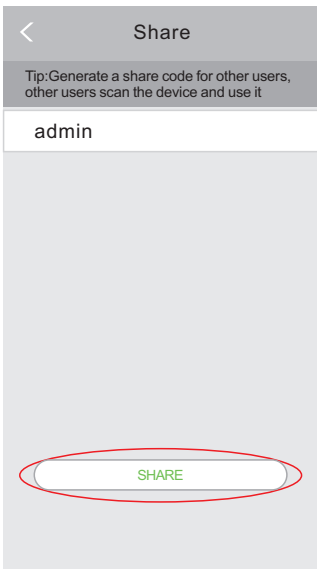 Share
Tip:Generate a share code for other users,
other users scan the device and use it
admin
SHARE